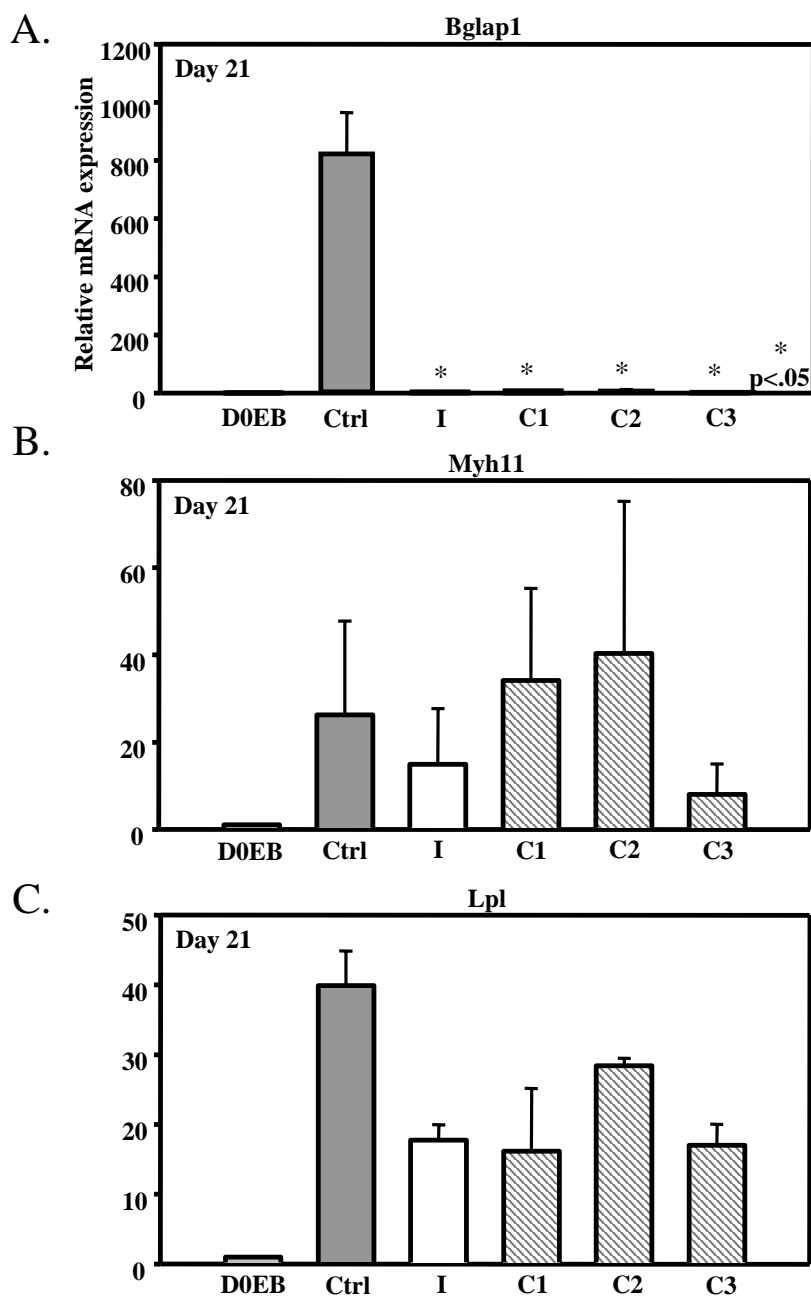 A.
Bglap1
Day 21
Relative mRNA expression
1200
1000
800
600
400
200
0
* * * * *
p<.05
D0EB Ctrl I C1 C2 C3
B.
Myh11
Day 21
80
60
40
20
0
D0EB Ctrl I C1 C2 C3
C.
Lpl
Day 21
50
40
30
20
10
0
D0EB Ctrl I C1 C2 C3